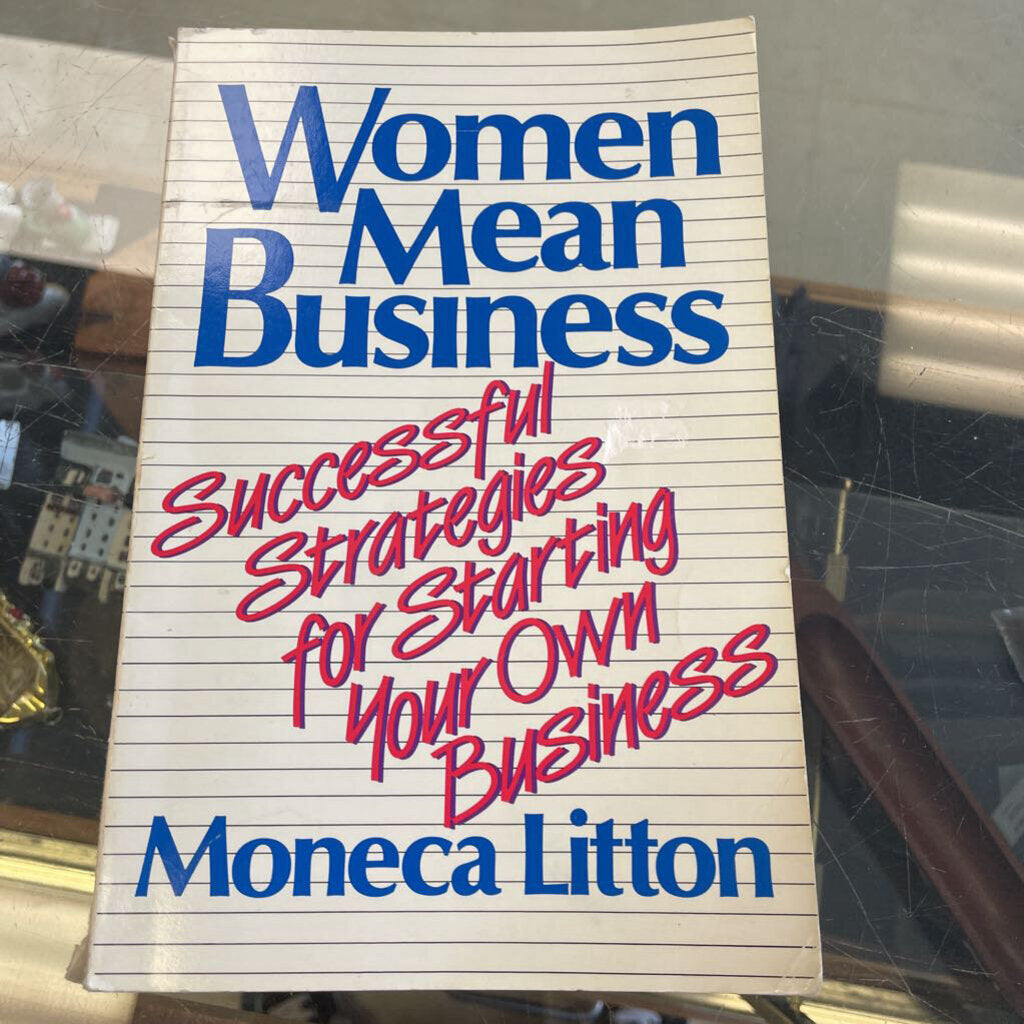 Women
Mean
Business
Successful
Strategies
for Starting
Your Own
Business
Moneca Litton